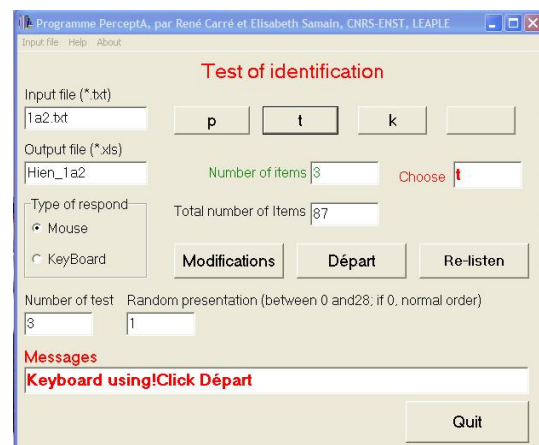 Programme PerceptA, par René Carré et Elisabeth Samain, CNRS-ENST, LEAPLE
Input file Help About
Test of identification
Input file (*.txt)
1a2.txt
p t k
Output file (*.xls)
Hien_1a2
Number of items 3
Choose t
Type of respond
Mouse
KeyBoard
Total number of Items 87
Modifications Départ Re-listen
Number of test Random presentation (between 0 and28; if 0, normal order)
3 1
Messages
Keyboard using!Click Départ
Quit